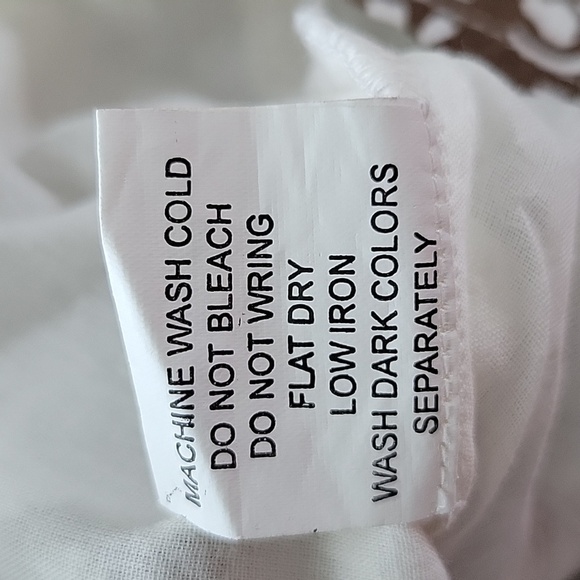 MACHINE WASH COLD
DO NOT BLEACH
DO NOT WRING
FLAT DRY
LOW IRON
WASH DARK COLORS
SEPARATELY